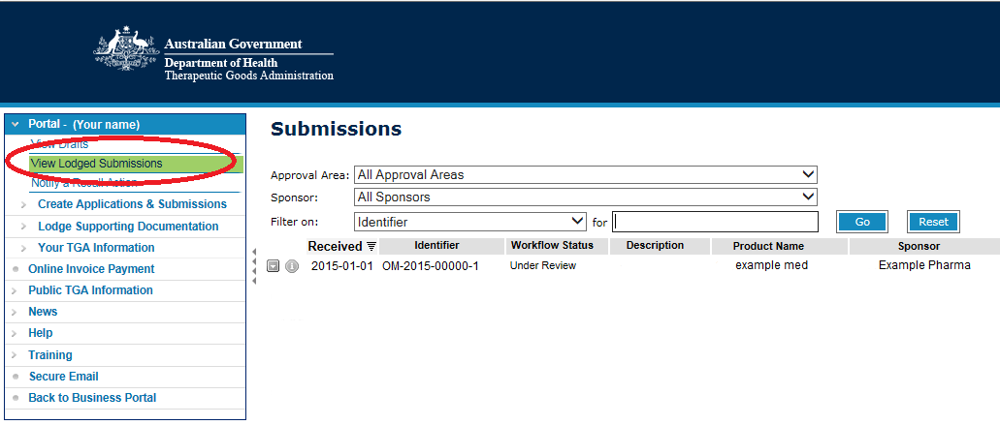 Australian Government
Department of Health
Therapeutic Goods Administration
Portal - (Your name)
View Drafts
View Lodged Submissions
Notify a Recall Action
Create Applications & Submissions
Lodge Supporting Documentation
Your TGA Information
Online Invoice Payment
Public TGA Information
News
Help
Training
Secure Email
Back to Business Portal
Submissions
Approval Area: All Approval Areas
Sponsor: All Sponsors
Filter on: Identifier for Go Reset
Received Identifier Workflow Status Description Product Name Sponsor
2015-01-01 OM-2015-00000-1 Under Review example med Example Pharma